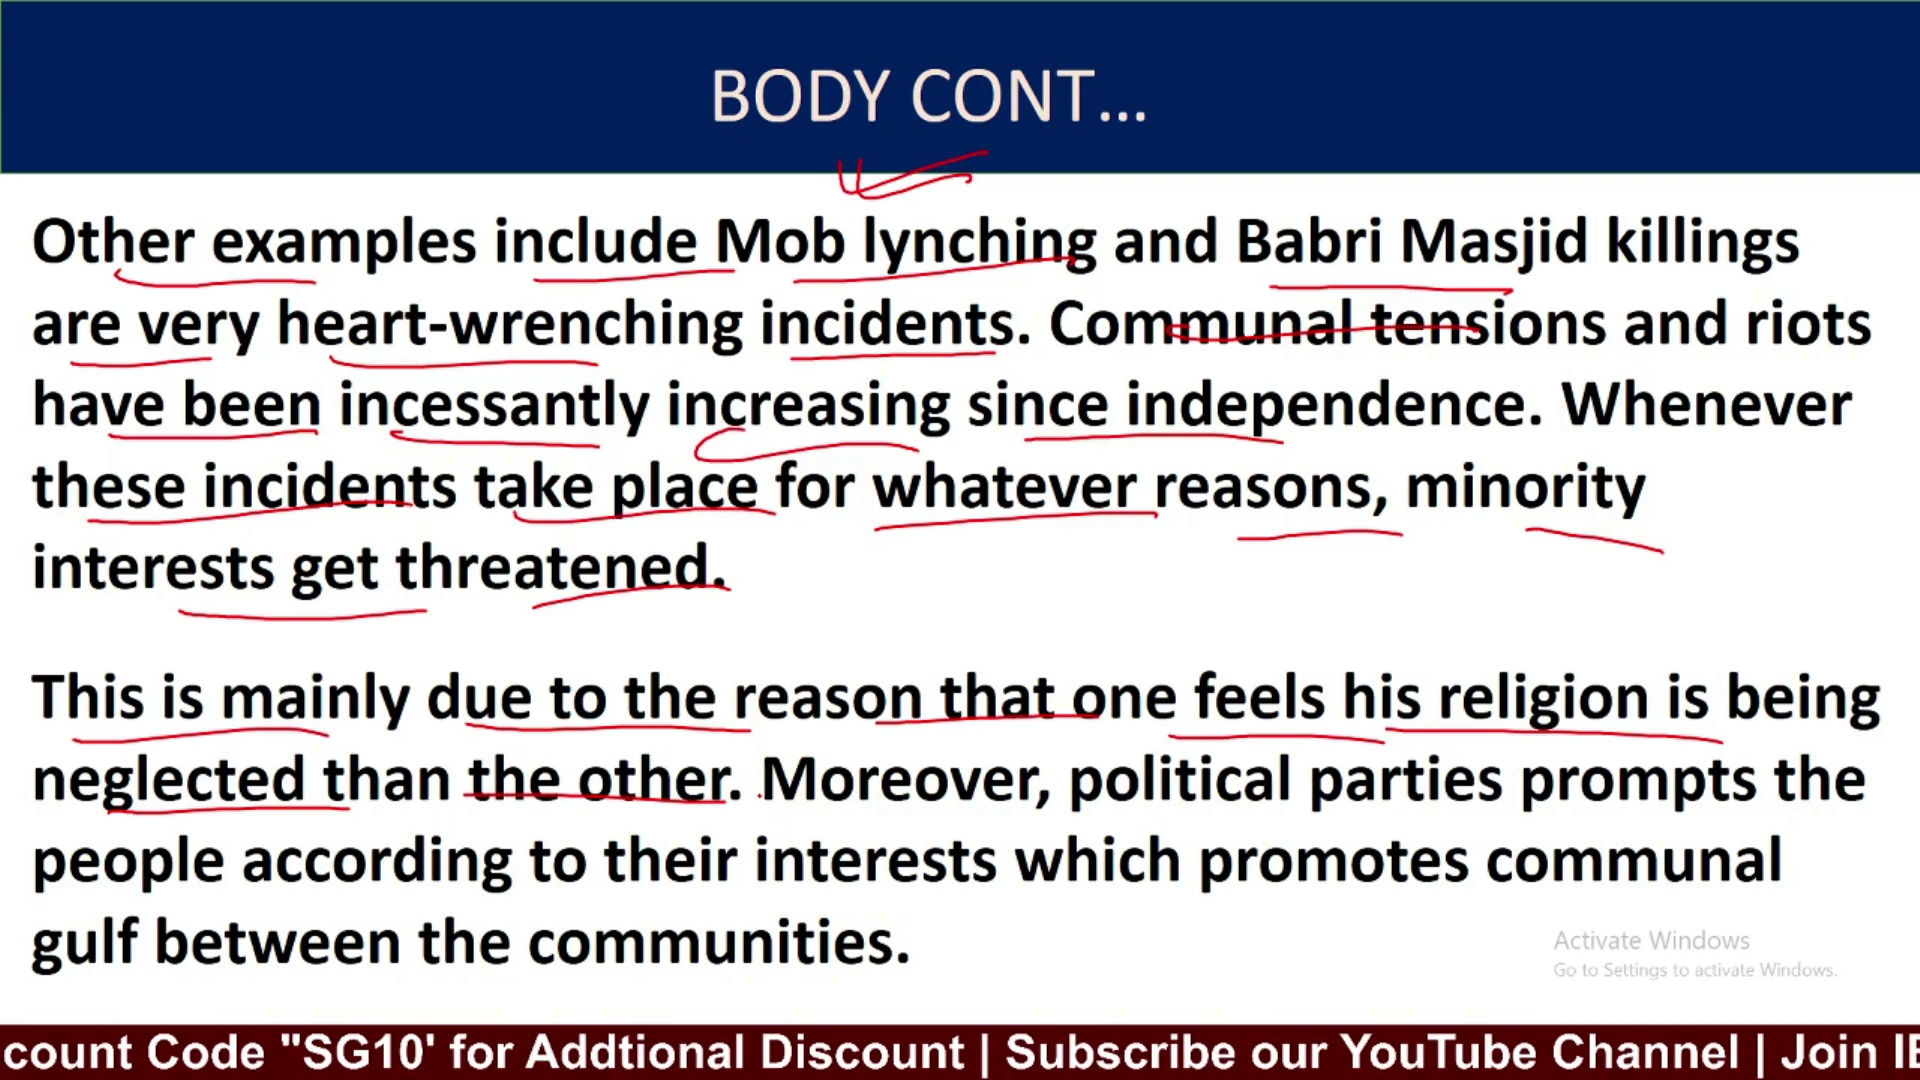 BODY CONT...
Other examples include Mob lynching and Babri Masjid killings
are very heart-wrenching incidents. Communal tensions and riots
have been incessantly increasing since independence. Whenever
these incidents take place for whatever reasons, minority
interests get threatened.
This is mainly due to the reason that one feels his religion is being
neglected than the other. Moreover, political parties prompts the
people according to their interests which promotes communal
gulf between the communities.
Activate Windows
Go to Settings to activate Windows.
count Code "SG10' for Addtional Discount | Subscribe our YouTube Channel | Join